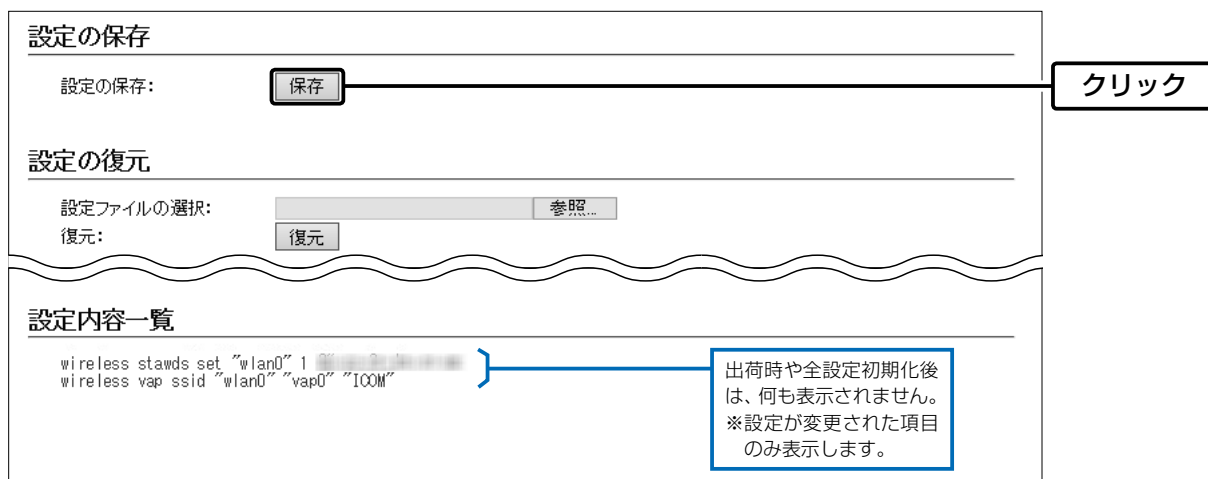 設定の保存
設定の保存: 保存
クリック
設定の復元
設定ファイルの選択: 参照...
復元: 復元
設定内容一覧
wireless stawds set "wlan0" 1
wireless vap ssid "wlan0" "vap0" "ICOM"
出荷時や全設定初期化後
は、何も表示されません。
※設定が変更された項目
のみ表示します。